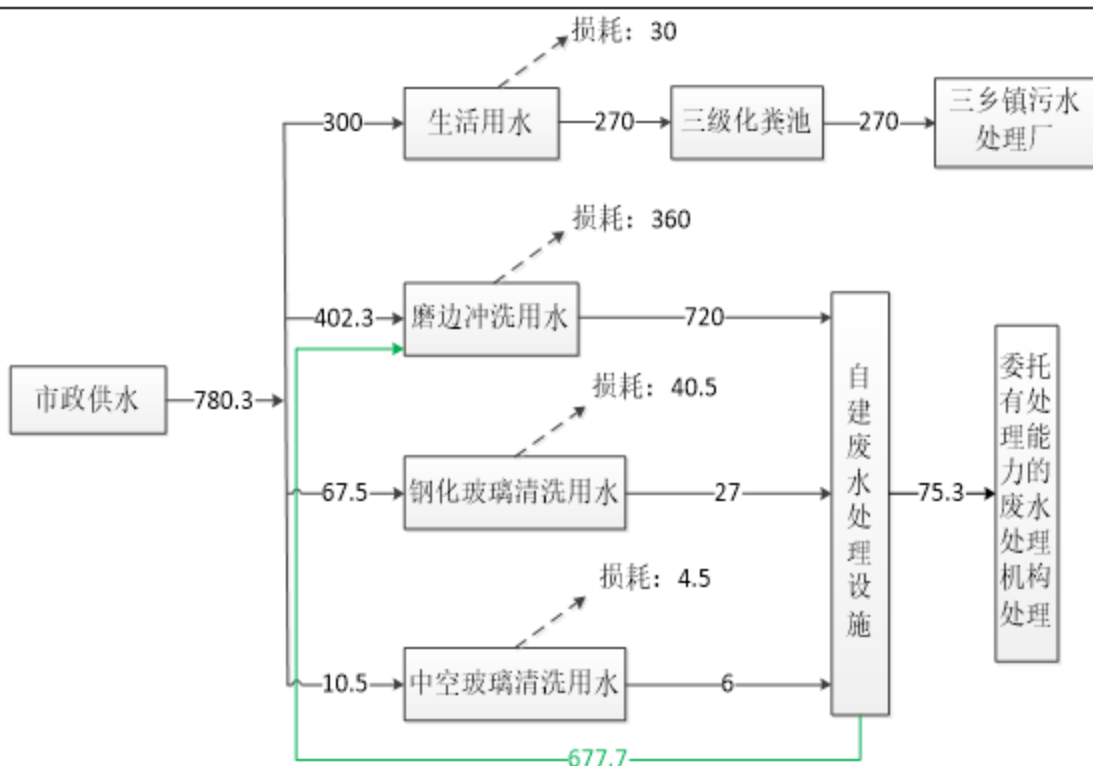 损耗：30
300
生活用水
270
三级化粪池
270
三乡镇污水
处理厂
损耗：360
402.3
磨边冲洗用水
720
市政供水
780.3
损耗：40.5
67.5
钢化玻璃清洗用水
27
自建废水处理设施
75.3
委托
有处
理能
力的
废水
处理
机构
处理
损耗：4.5
10.5
中空玻璃清洗用水
6
677.7